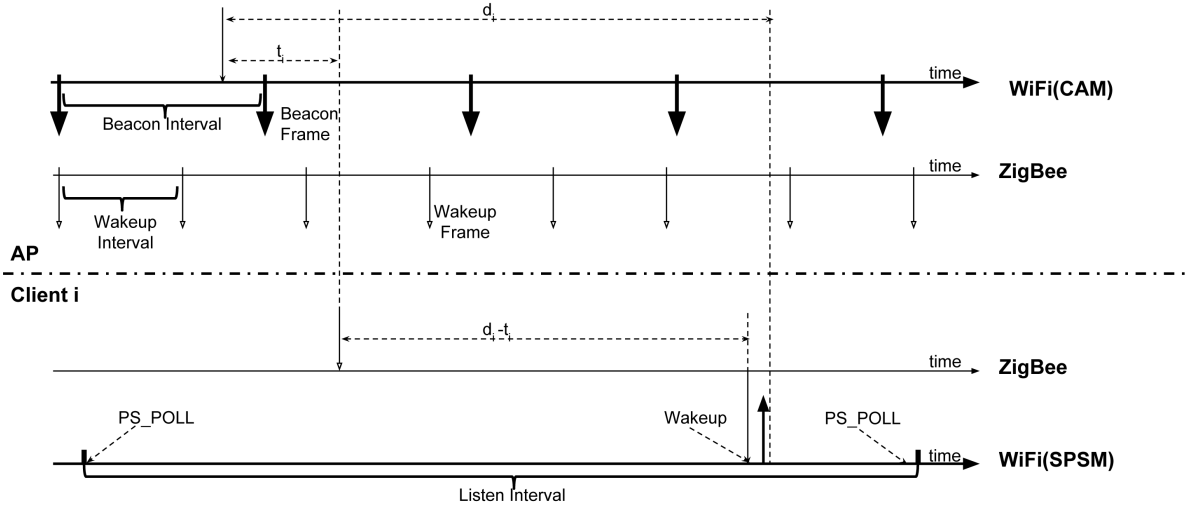 d_i
t_i
time
WiFi(CAM)
Beacon Interval
Beacon
Frame
time
ZigBee
Wakeup
Interval
Wakeup
Frame
AP
Client i
d_i-t_i
time
ZigBee
PS_POLL
Wakeup
PS_POLL
time
WiFi(SPSM)
Listen Interval